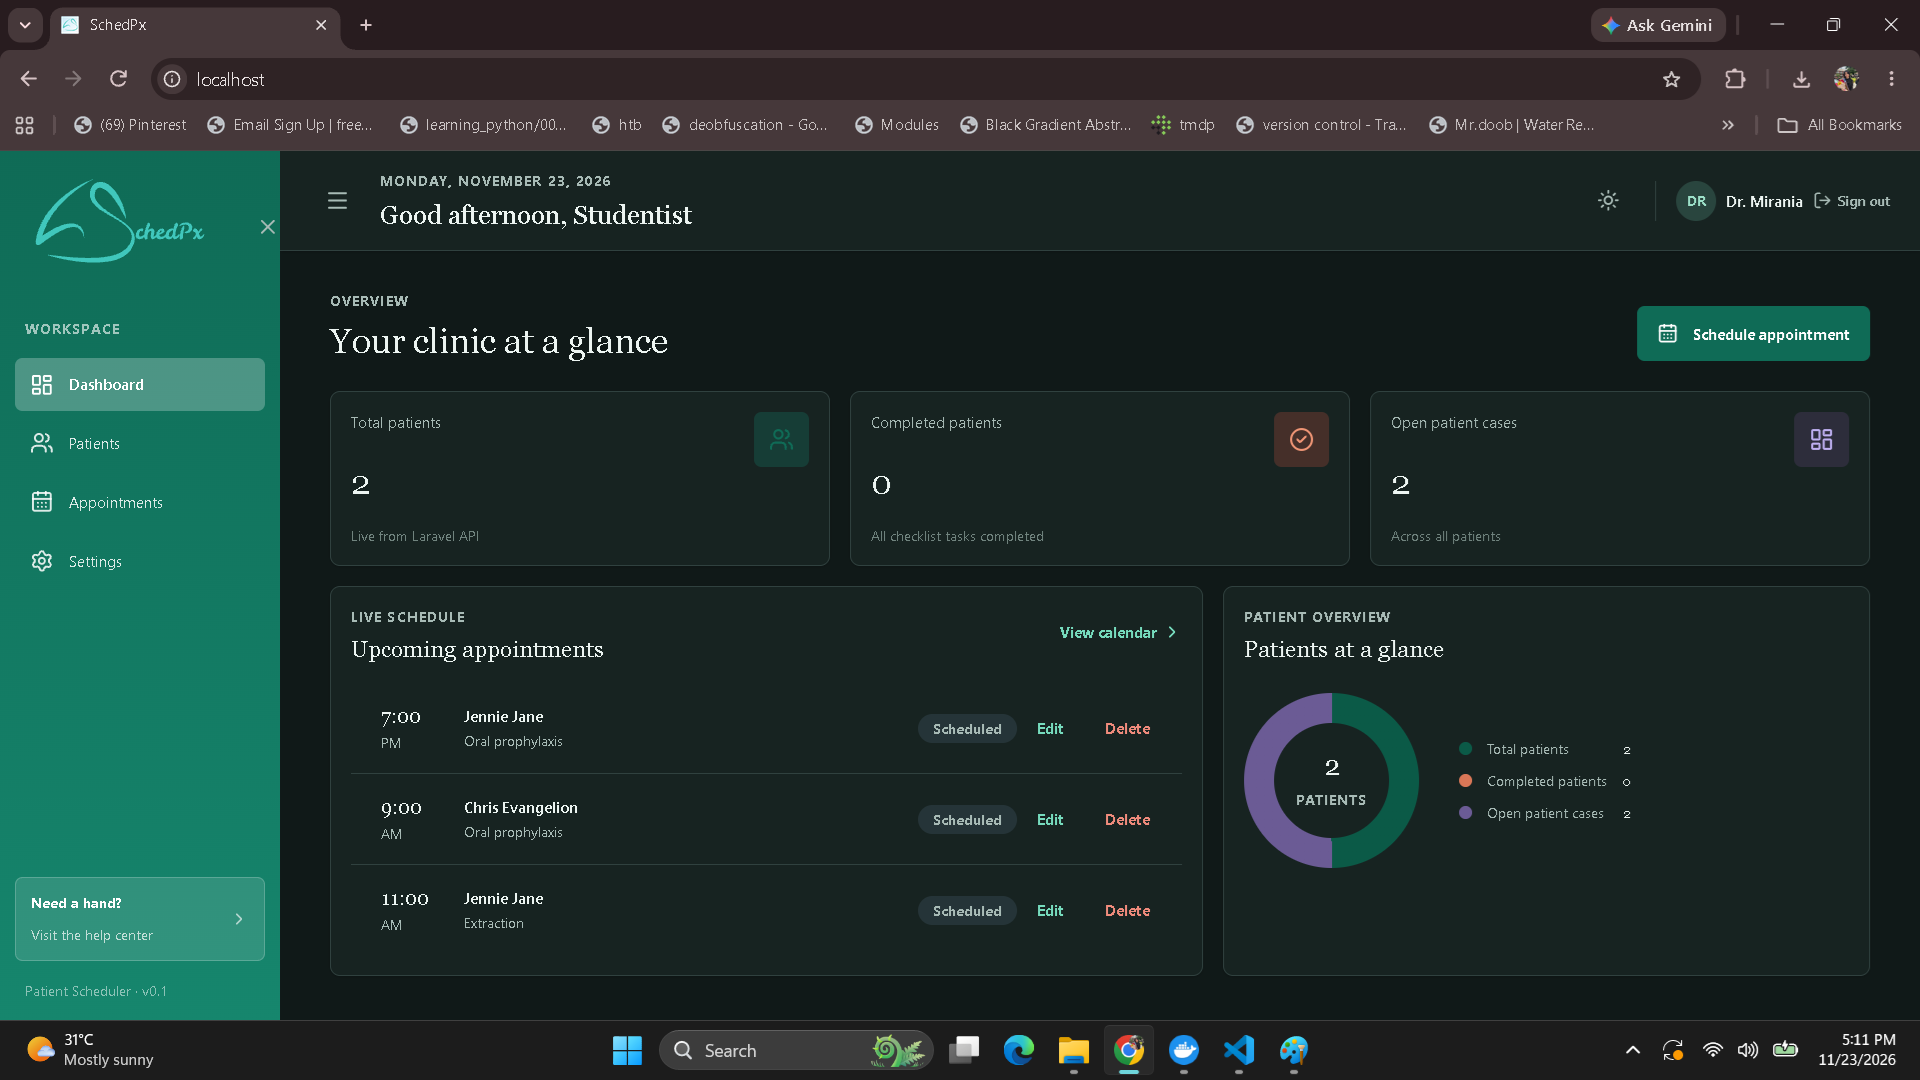 SchedPx
Ask Gemini
localhost
(69) Pinterest
Email Sign Up | free...
learning_python/00...
htb
deobfuscation - Go...
Modules
Black Gradient Abstr...
tmdp
version control - Tra...
Mr.doob | Water Re...
All Bookmarks
chedPx
WORKSPACE
Dashboard
Patients
Appointments
Settings
Need a hand?
Visit the help center
Patient Scheduler · v0.1
MONDAY, NOVEMBER 23, 2026
Good afternoon, Studentist
DR
Dr. Mirania
Sign out
OVERVIEW
Your clinic at a glance
Schedule appointment
Total patients
2
Live from Laravel API
Completed patients
0
All checklist tasks completed
Open patient cases
2
Across all patients
LIVE SCHEDULE
Upcoming appointments
View calendar
7:00
PM
Jennie Jane
Oral prophylaxis
Scheduled
Edit
Delete
9:00
AM
Chris Evangelion
Oral prophylaxis
Scheduled
Edit
Delete
11:00
AM
Jennie Jane
Extraction
Scheduled
Edit
Delete
PATIENT OVERVIEW
Patients at a glance
2
PATIENTS
Total patients 2
Completed patients 0
Open patient cases 2
31°C
Mostly sunny
Search
5:11 PM
11/23/2026